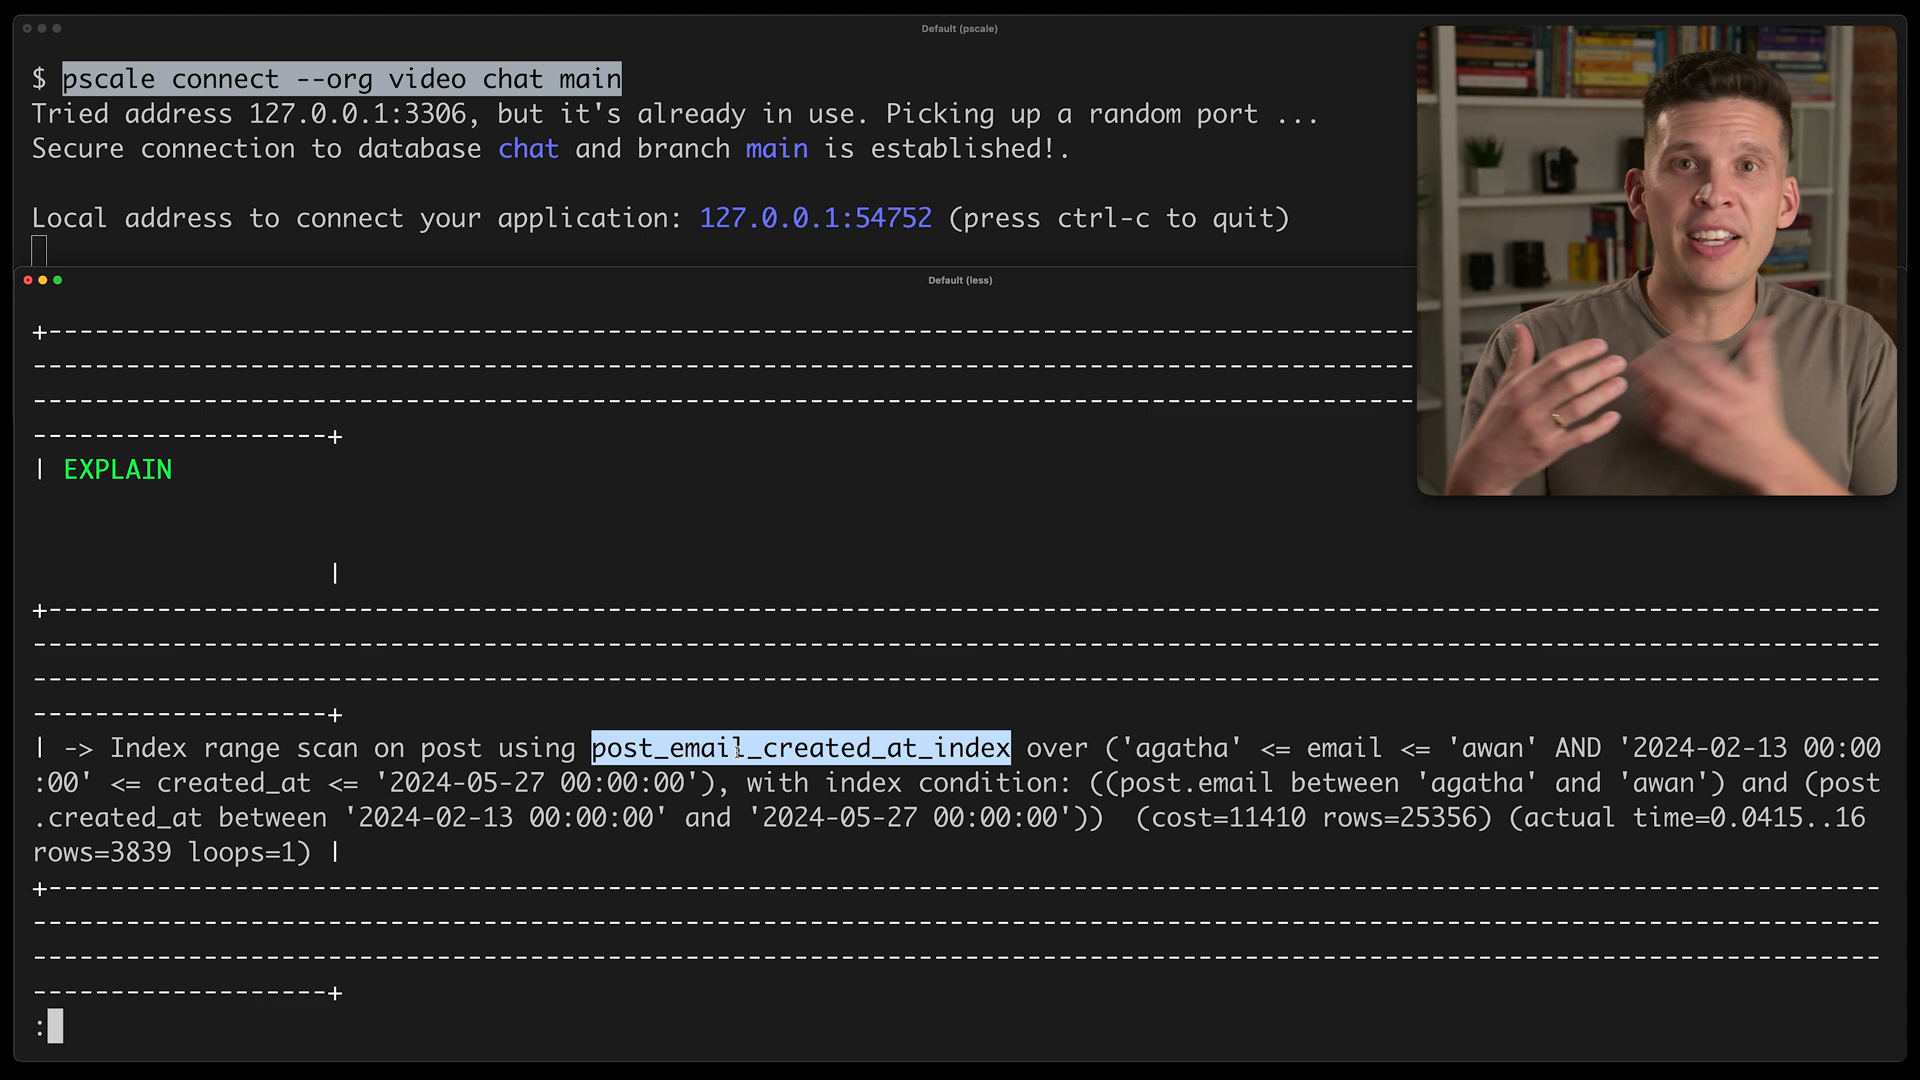 Default (pscale)
$ pscale connect --org video chat main
Tried address 127.0.0.1:3306, but it's already in use. Picking up a random port ...
Secure connection to database chat and branch main is established!.
Local address to connect your application: 127.0.0.1:54752 (press ctrl-c to quit)
Default (less)
+------------------------------------------------------------------------------------------
------------------------------------------------------------------------------------------
------------------------------------------------------------------------------------------
-------------------+
| EXPLAIN
|
+-----------------------------------------------------------------------------------------------------------------------
------------------------------------------------------------------------------------------------------------------------
------------------------------------------------------------------------------------------------------------------------
-------------------+
| -> Index range scan on post using post_email_created_at_index over ('agatha' <= email <= 'awan' AND '2024-02-13 00:00
:00' <= created_at <= '2024-05-27 00:00:00'), with index condition: ((post.email between 'agatha' and 'awan') and (post
.created_at between '2024-02-13 00:00:00' and '2024-05-27 00:00:00'))  (cost=11410 rows=25356) (actual time=0.0415..16
rows=3839 loops=1) |
+-----------------------------------------------------------------------------------------------------------------------
------------------------------------------------------------------------------------------------------------------------
------------------------------------------------------------------------------------------------------------------------
-------------------+
: